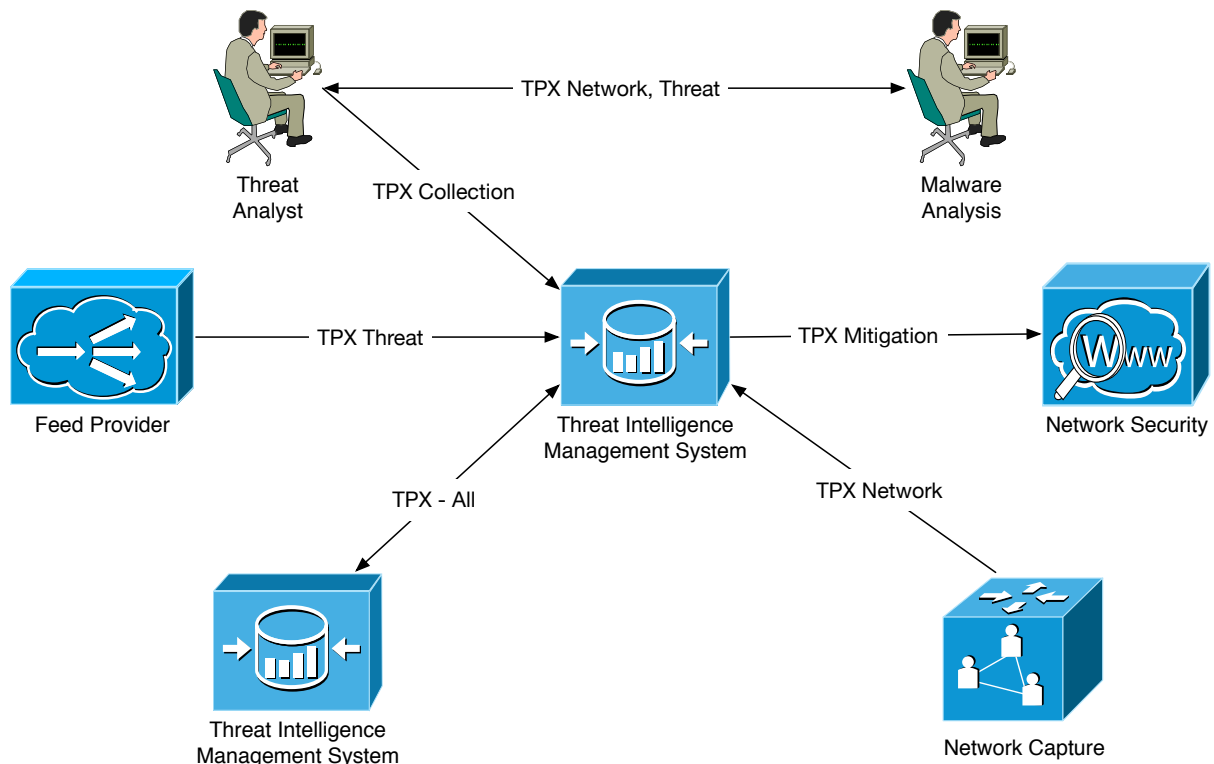 TPX Network, Threat
Threat
Analyst
Malware
Analysis
TPX Collection
TPX Threat
TPX Mitigation
Www
Feed Provider
Threat Intelligence
Management System
Network Security
TPX - All
TPX Network
Threat Intelligence
Management System
Network Capture